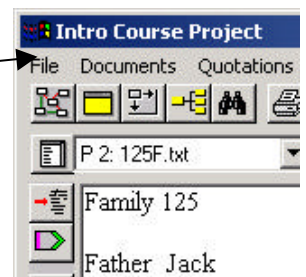 Intro Course Project
File Documents Quotations
P 2: 125F.txt
Family 125
Father Jack